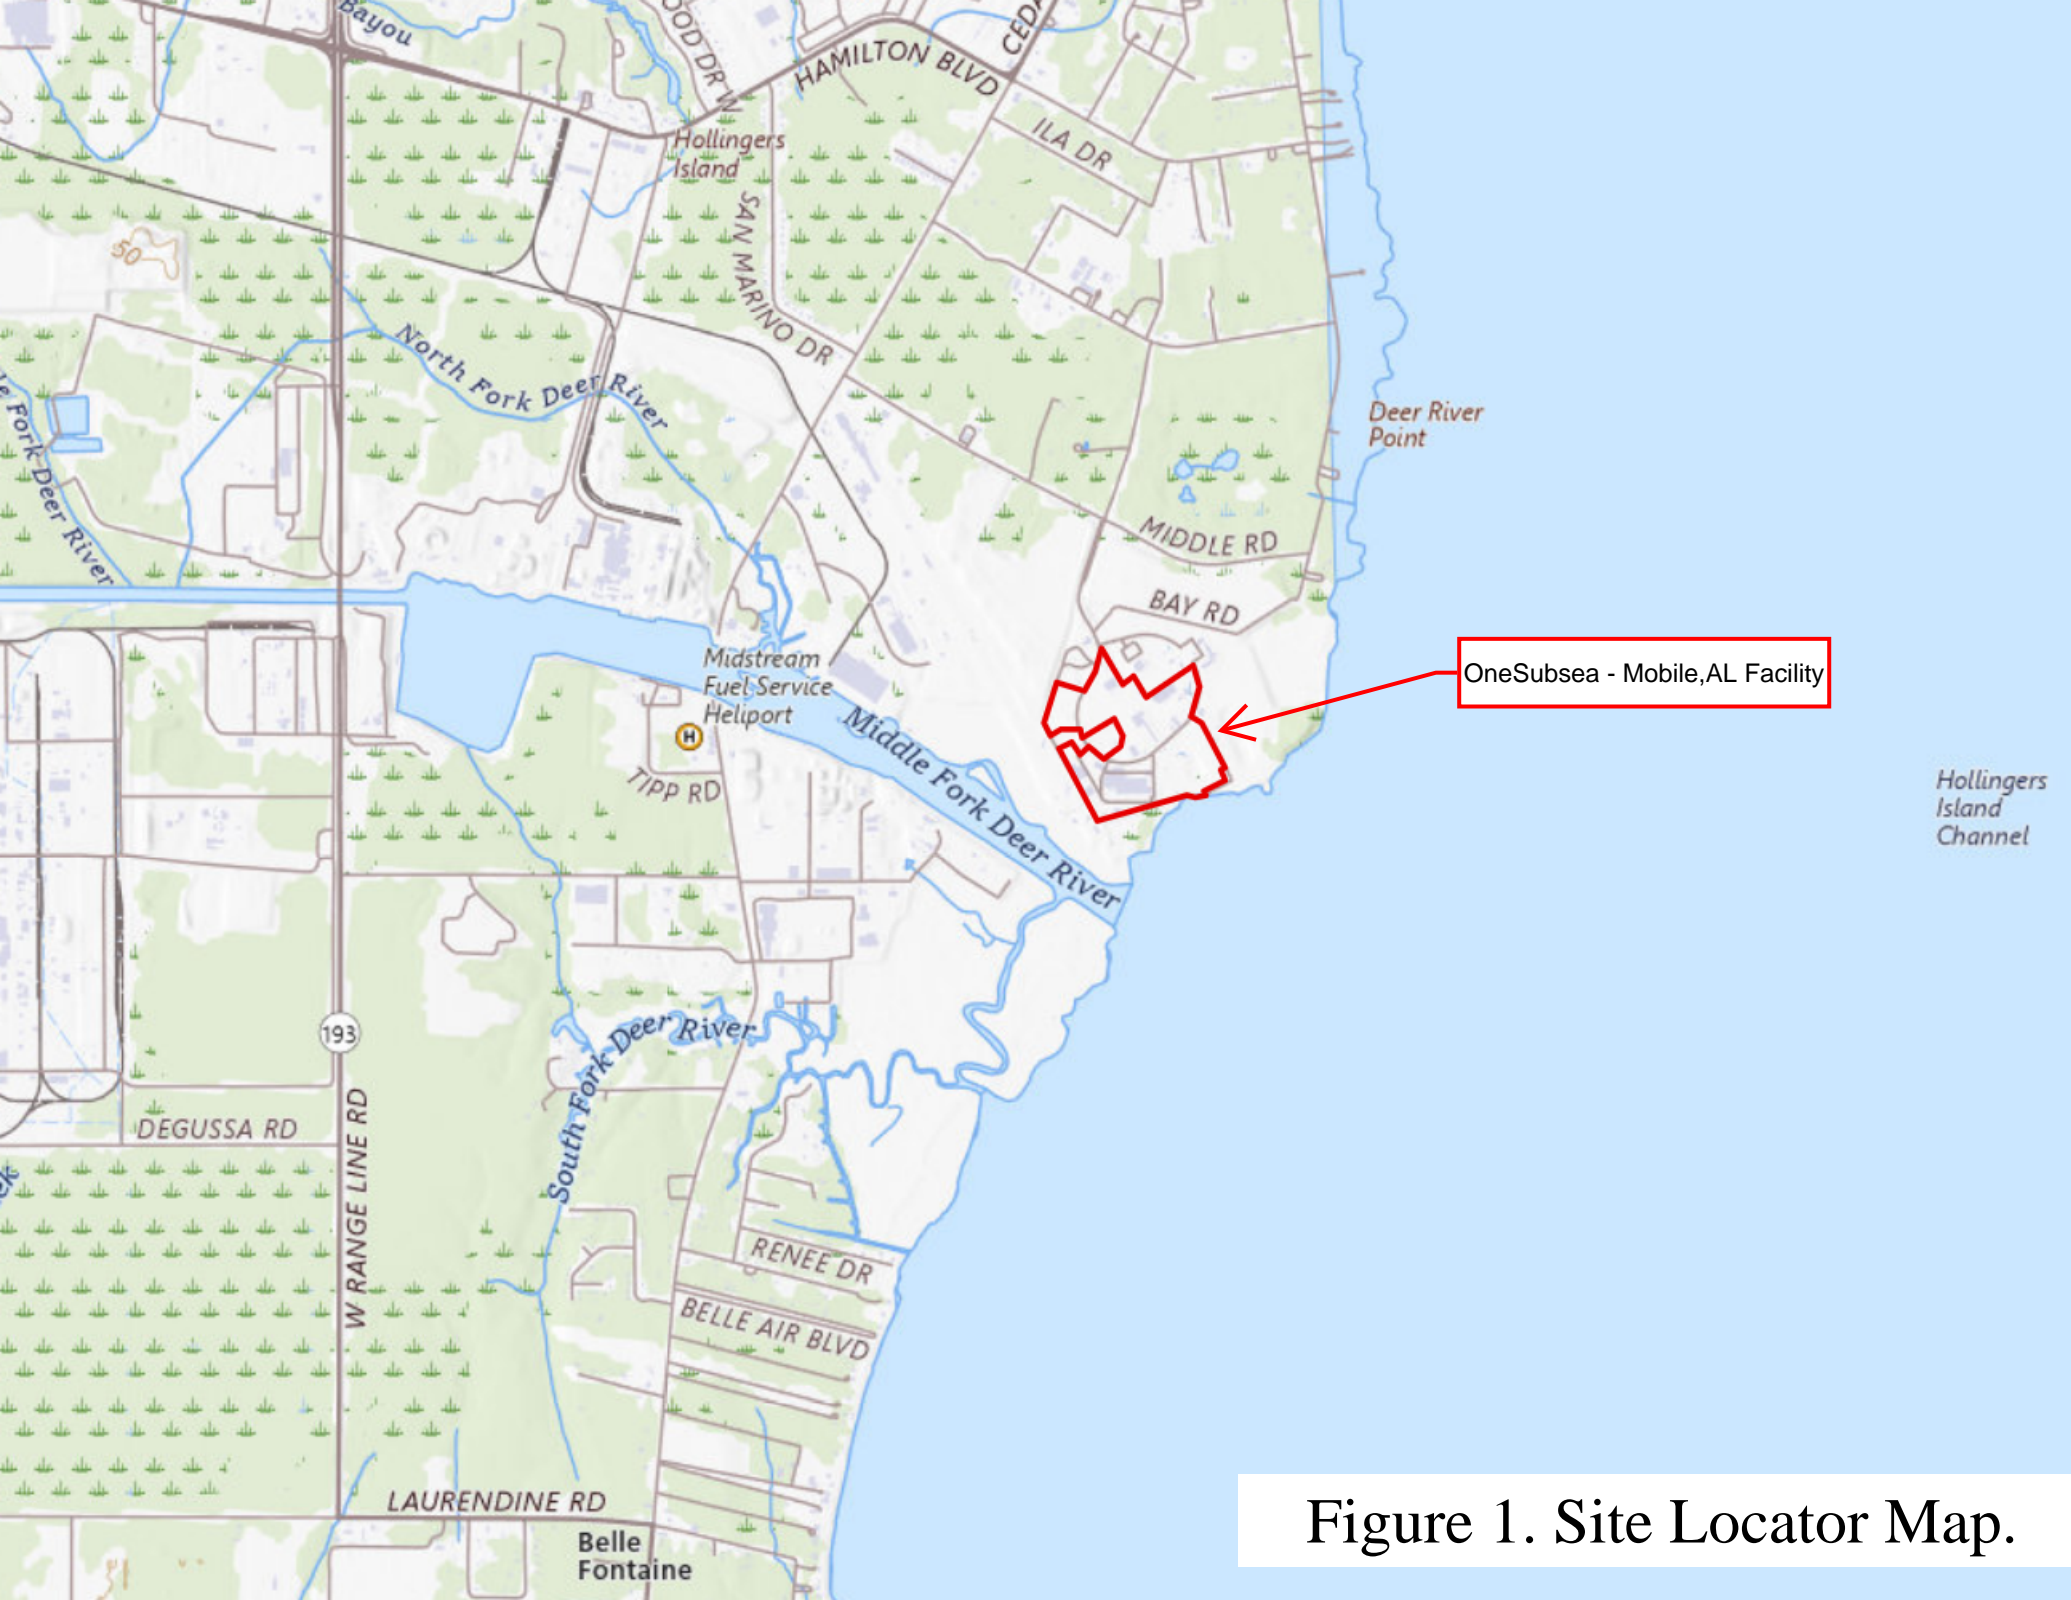 Bayou
OOD DR W
HAMILTON BLVD
CEDA
Hollingers
Island
ILA DR
SAN MARINO DR
50
North Fork Deer River
le Fork Deer River
Deer River
Point
MIDDLE RD
BAY RD
OneSubsea - Mobile,AL Facility
Midstream
Fuel Service
Heliport
H
TIPP RD
Middle Fork Deer River
Hollingers
Island
Channel
193
South Fork Deer River
DEGUSSA RD
W RANGE LINE RD
ek
RENEE DR
BELLE AIR BLVD
LAURENDINE RD
Belle
Fontaine
Figure 1. Site Locator Map.